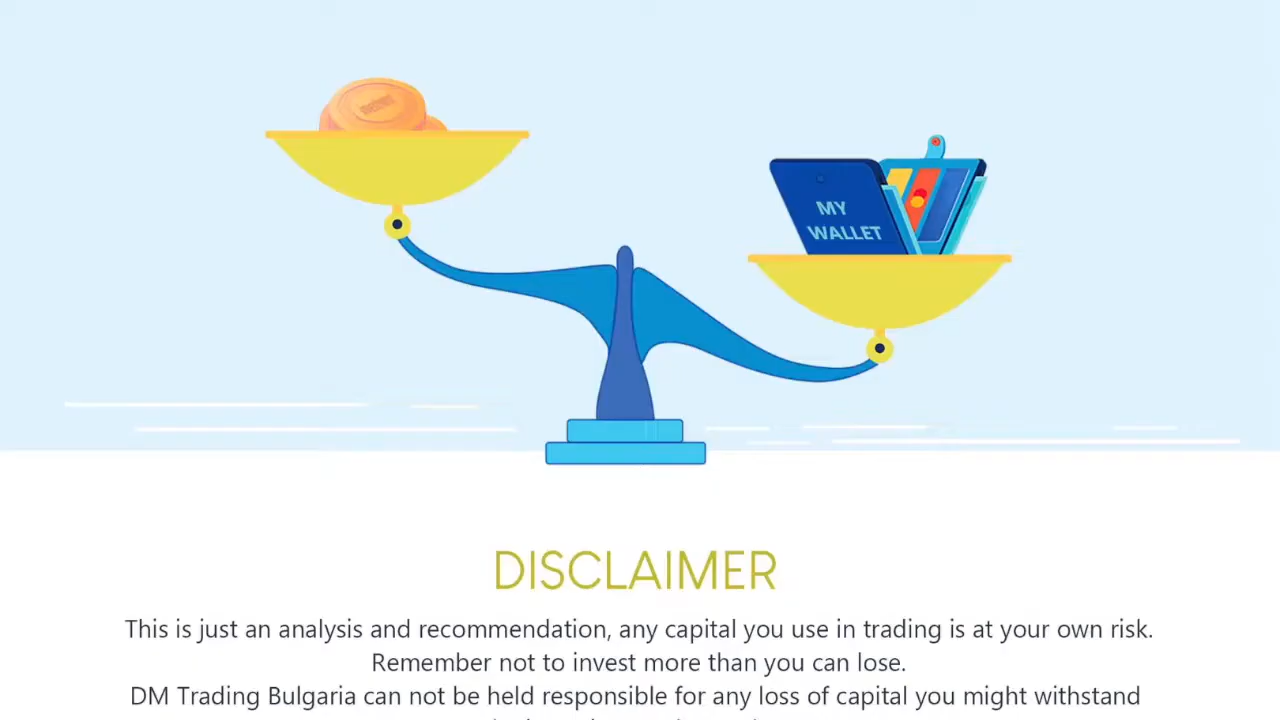 MY
WALLET
DISCLAIMER
This is just an analysis and recommendation, any capital you use in trading is at your own risk.
Remember not to invest more than you can lose.
DM Trading Bulgaria can not be held responsible for any loss of capital you might withstand